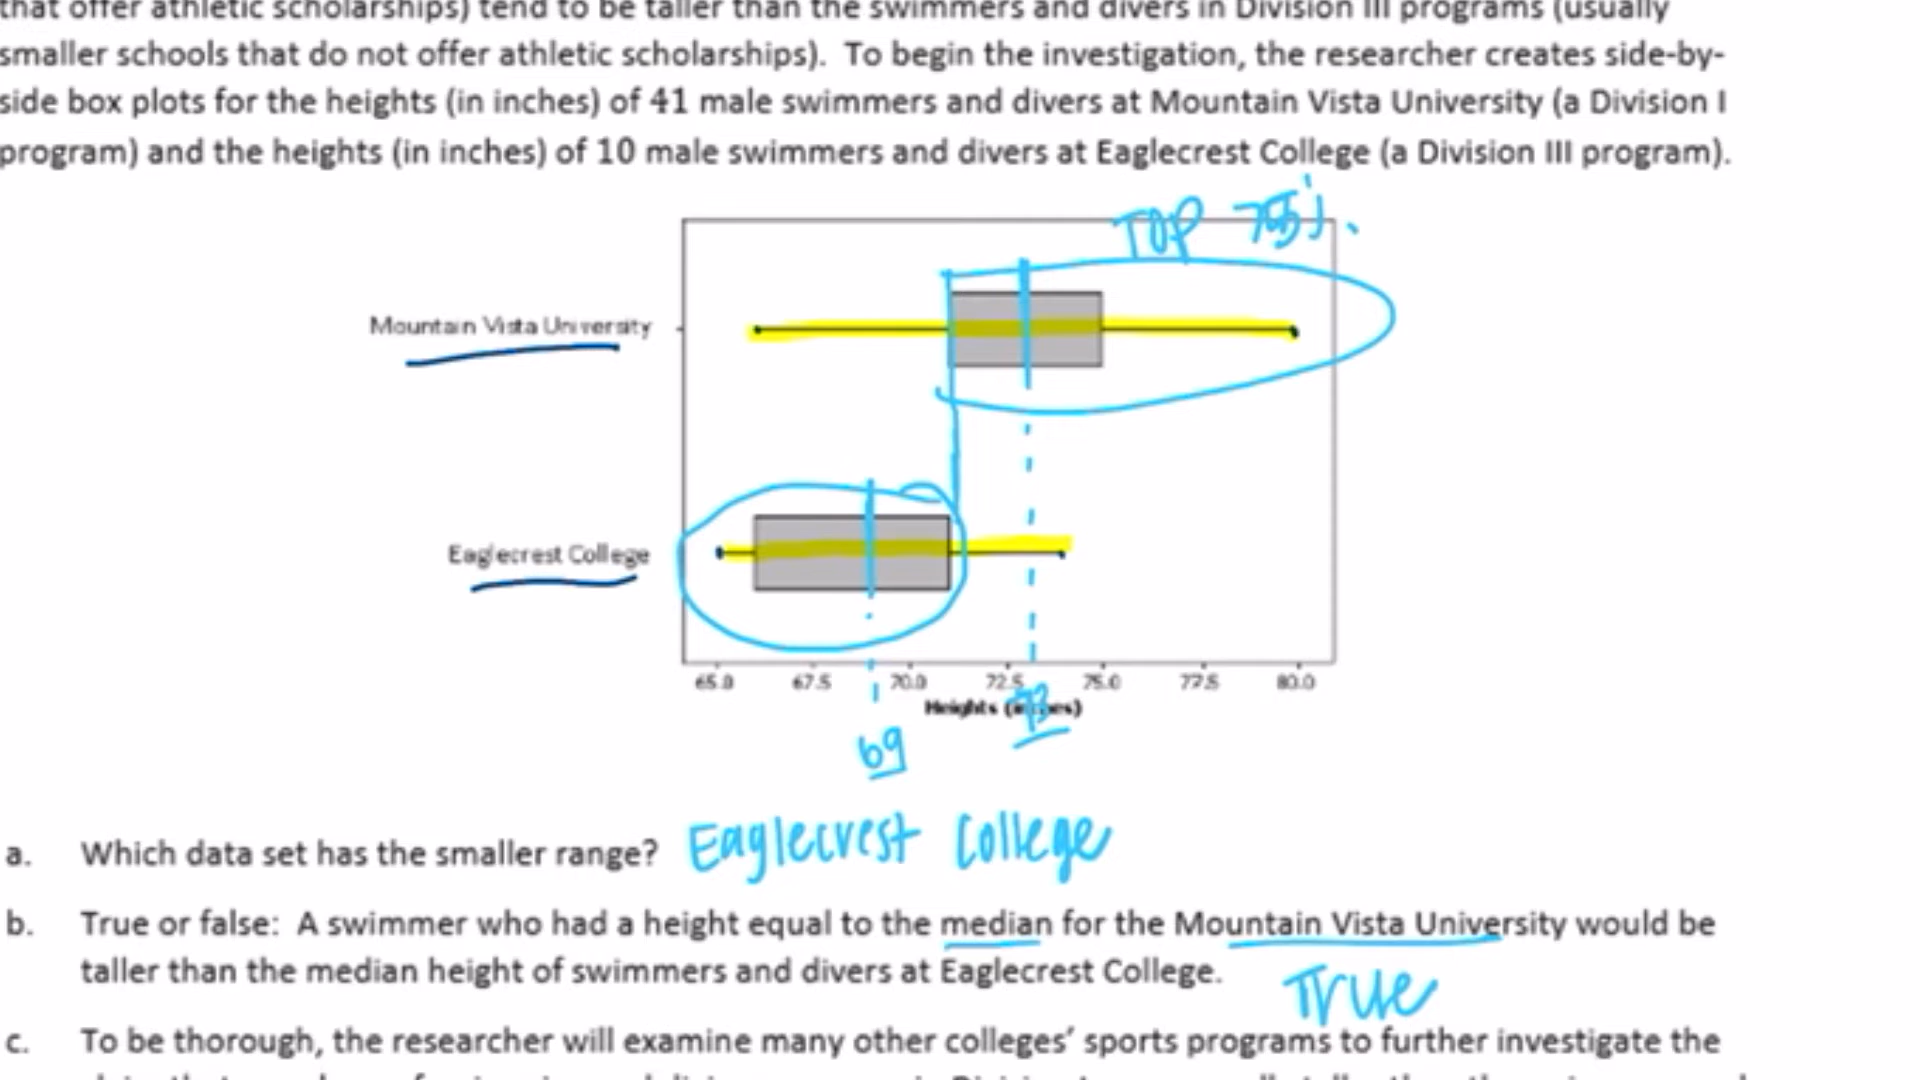 that offer athletic scholarships) tend to be taller than the swimmers and divers in Division III programs (usually
smaller schools that do not offer athletic scholarships). To begin the investigation, the researcher creates side-by-
side box plots for the heights (in inches) of 41 male swimmers and divers at Mountain Vista University (a Division I
program) and the heights (in inches) of 10 male swimmers and divers at Eaglecrest College (a Division III program).
TOP
Mountain Vista University
Eaglecrest College
65.0 67.5 70.0 72.5 75.0 77.5 80.0
Heights
73
69
a. Which data set has the smaller range? Eaglecrest College
b. True or false: A swimmer who had a height equal to the median for the Mountain Vista University would be
taller than the median height of swimmers and divers at Eaglecrest College. True
c. To be thorough, the researcher will examine many other colleges' sports programs to further investigate the